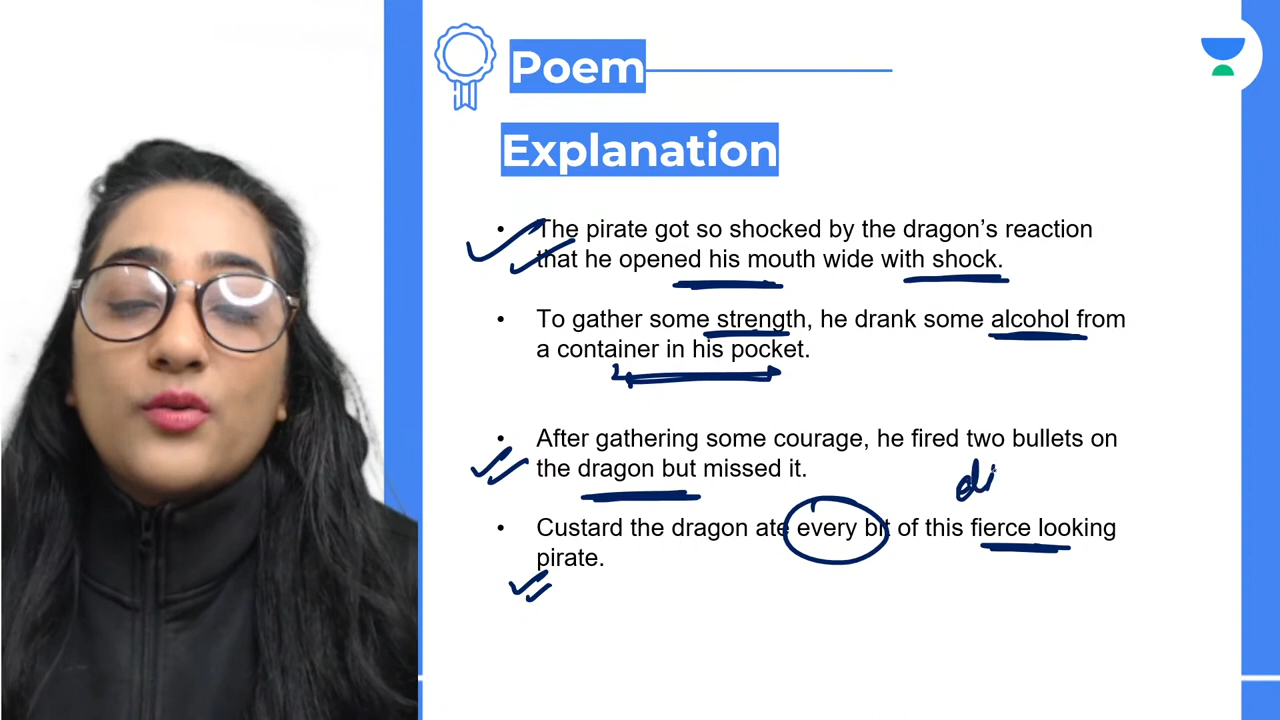 Poem
Explanation
• The pirate got so shocked by the dragon’s reaction
that he opened his mouth wide with shock.
• To gather some strength, he drank some alcohol from
a container in his pocket.
• After gathering some courage, he fired two bullets on
the dragon but missed it.
di
• Custard the dragon ate every bit of this fierce looking
pirate.